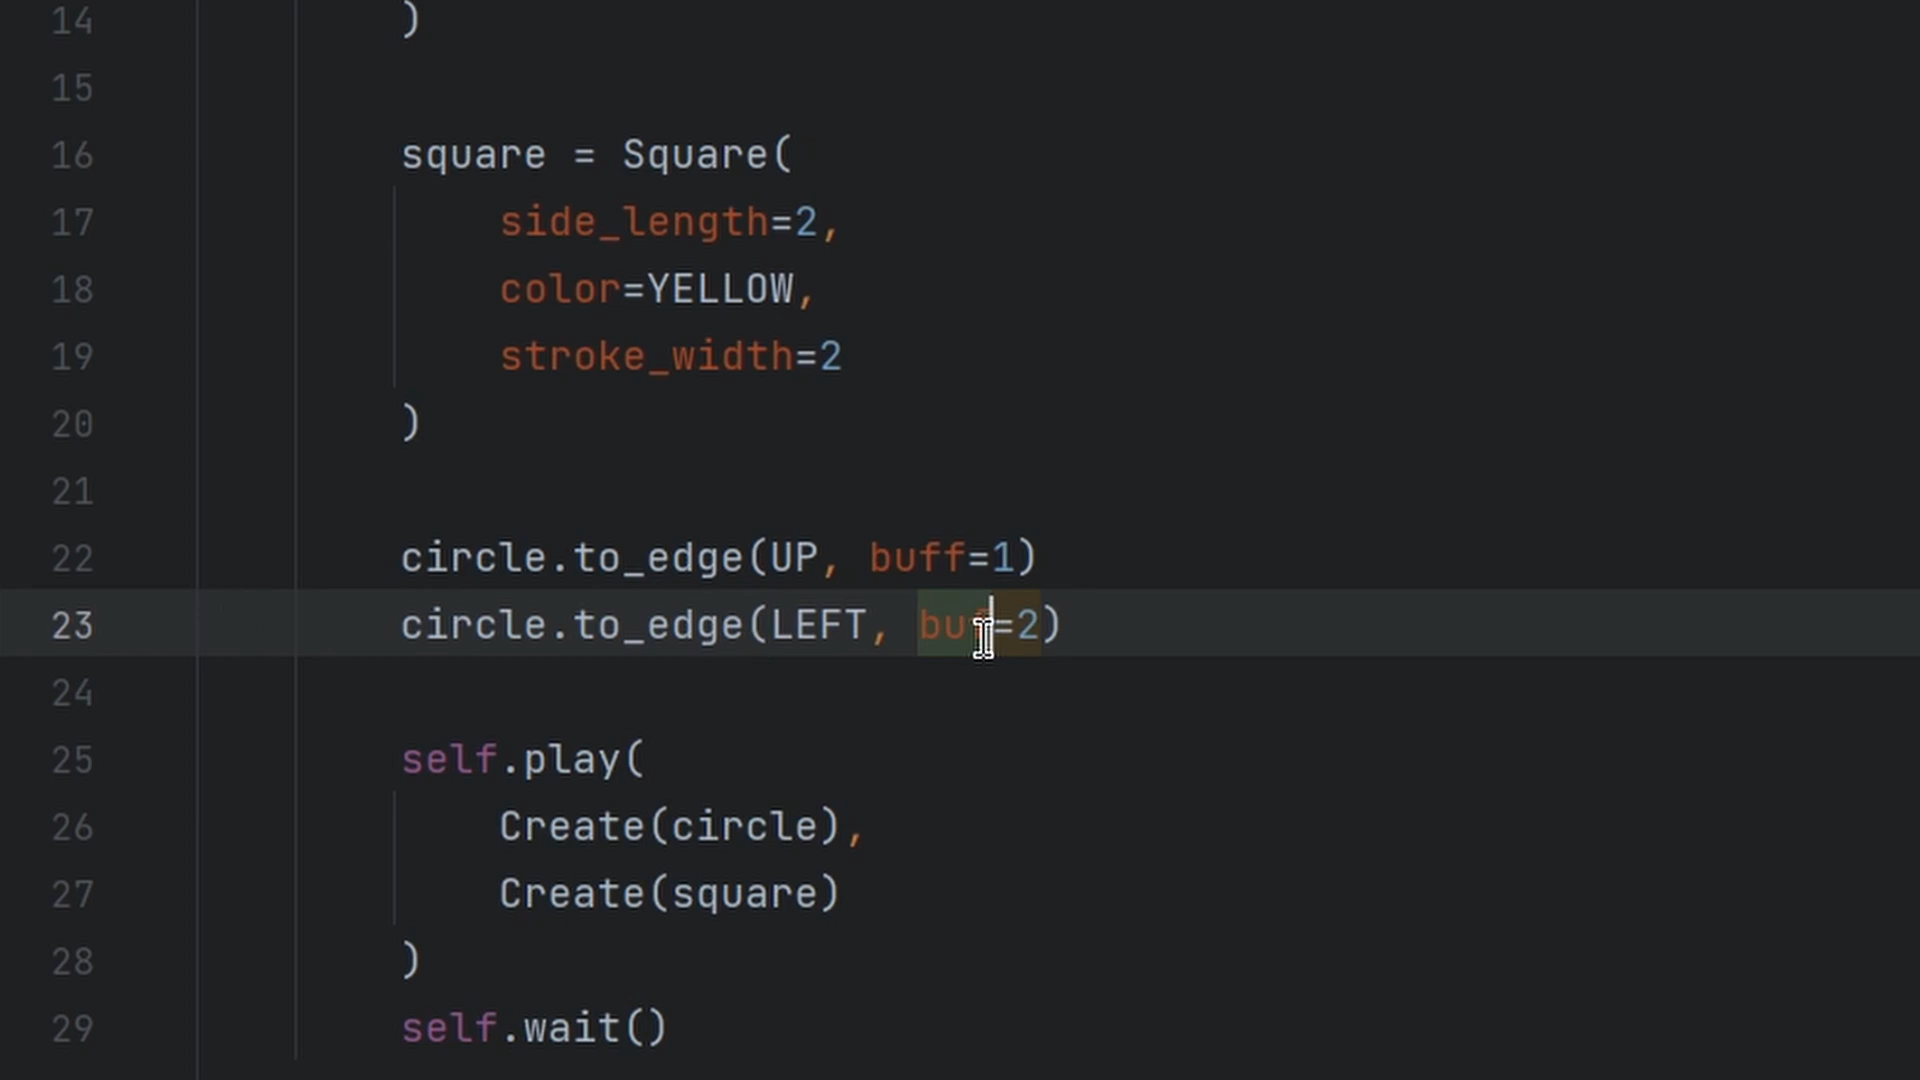 14 )
15
16 square = Square(
17 side_length=2,
18 color=YELLOW,
19 stroke_width=2
20 )
21
22 circle.to_edge(UP, buff=1)
23 circle.to_edge(LEFT, buf=2)
24
25 self.play(
26 Create(circle),
27 Create(square)
28 )
29 self.wait()